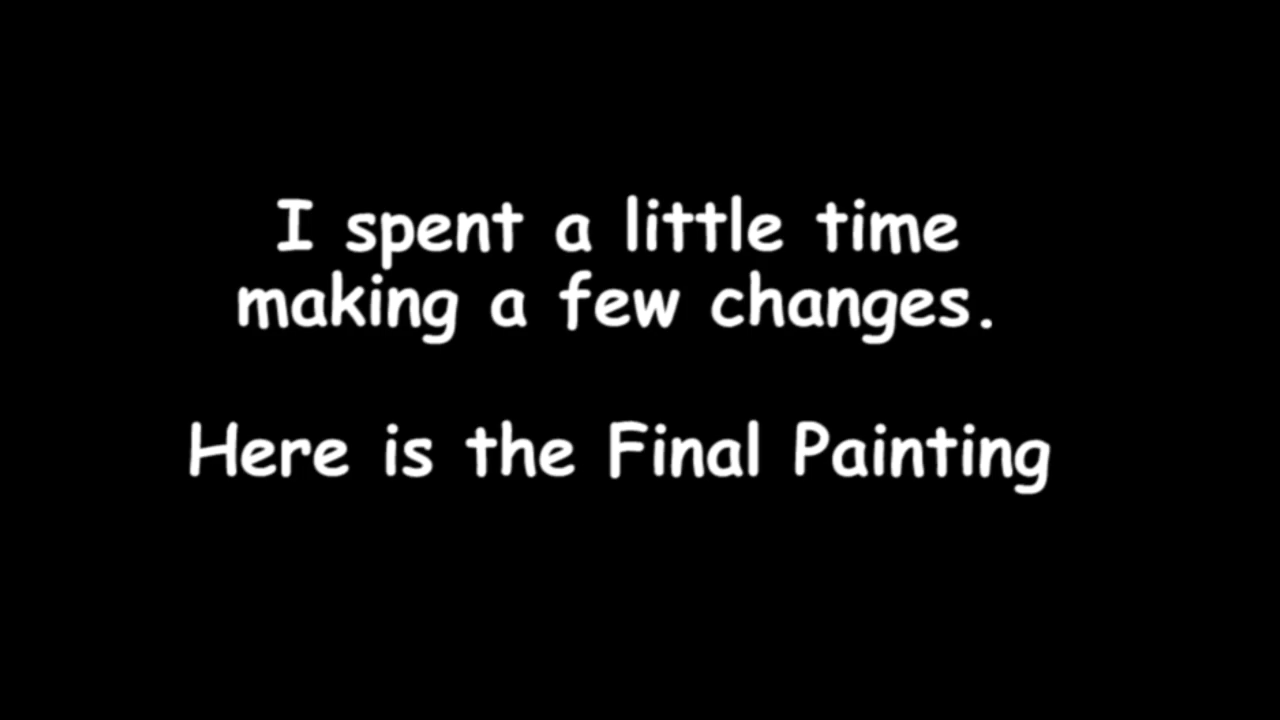 I spent a little time
making a few changes.
Here is the Final Painting